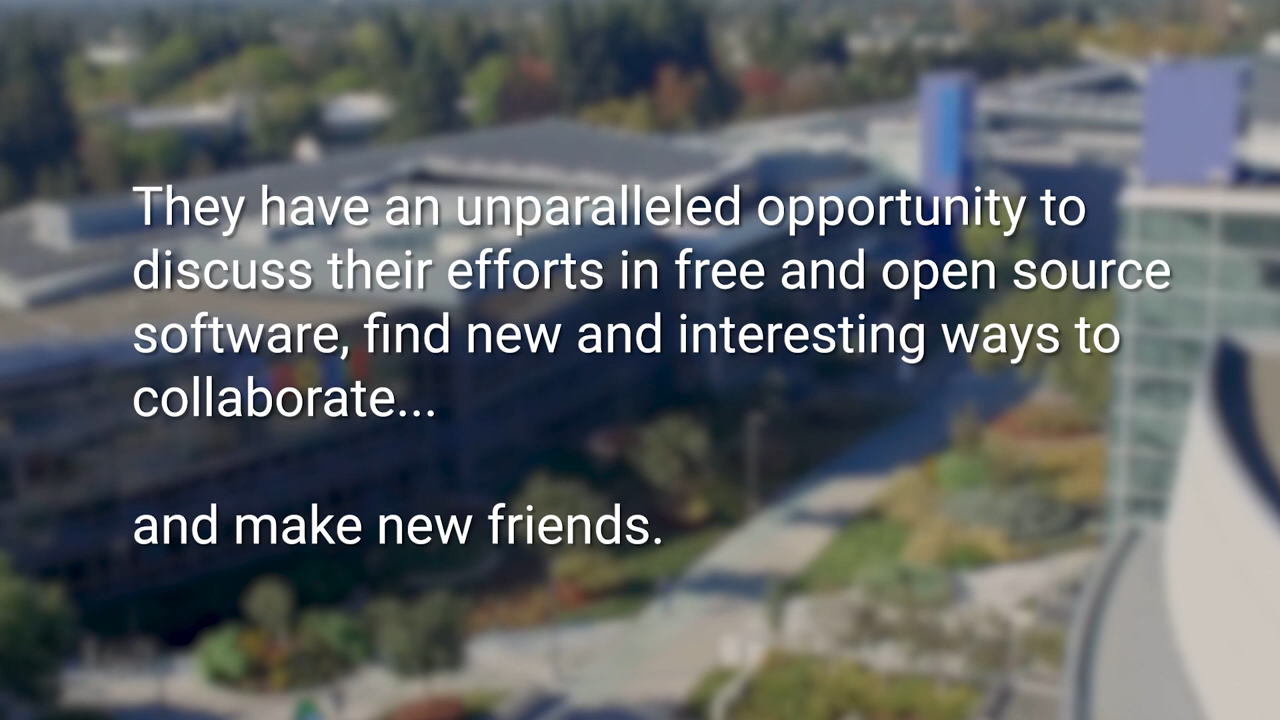 They have an unparalleled opportunity to
discuss their efforts in free and open source
software, find new and interesting ways to
collaborate...
and make new friends.